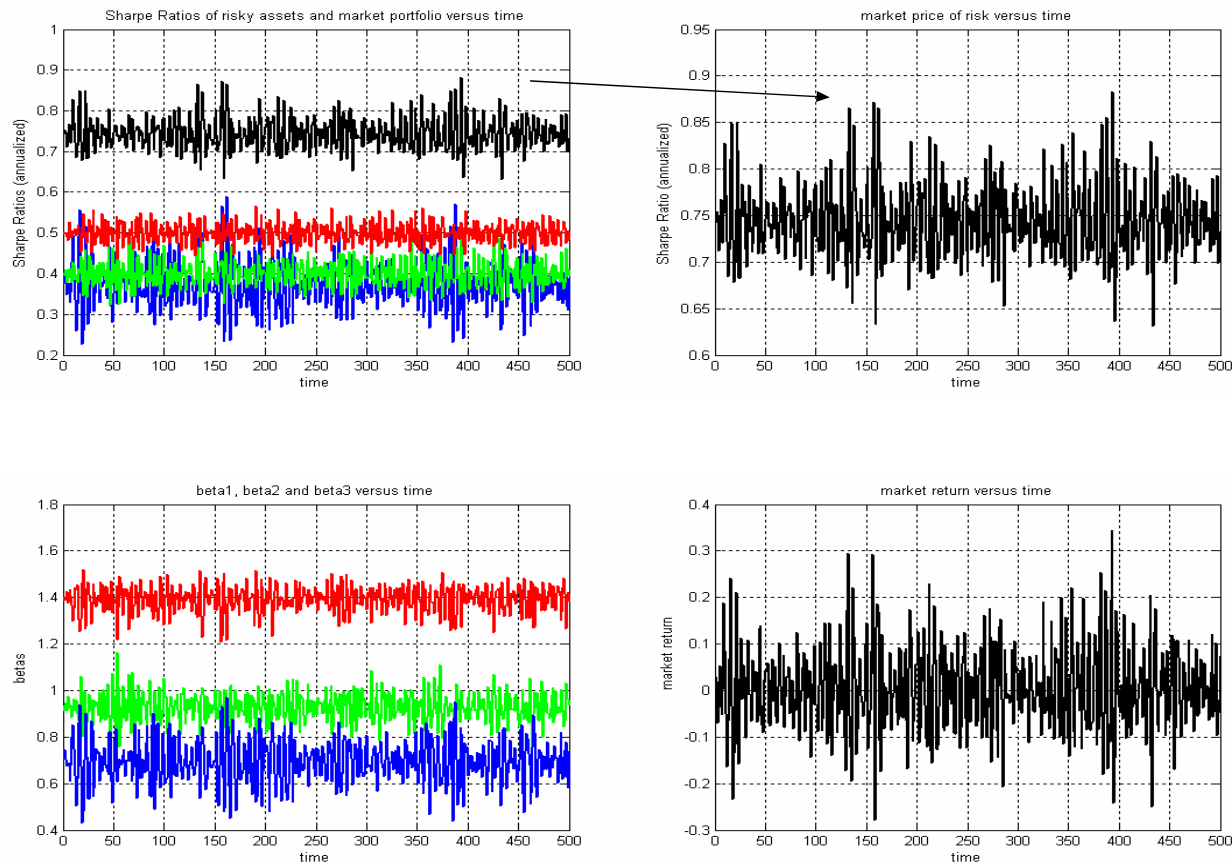 Sharpe Ratios of risky assets and market portfolio versus time
1
0.9
0.8
0.7
0.6
0.5
0.4
0.3
0.2
Sharpe Ratios (annualized)
0 50 100 150 200 250 300 350 400 450 500
time
market price of risk versus time
0.95
0.9
0.85
0.8
0.75
0.7
0.65
0.6
Sharpe Ratio (annualized)
0 50 100 150 200 250 300 350 400 450 500
time
beta1, beta2 and beta3 versus time
1.8
1.6
1.4
1.2
1
0.8
0.6
0.4
betas
0 50 100 150 200 250 300 350 400 450 500
time
market return versus time
0.4
0.3
0.2
0.1
0
-0.1
-0.2
-0.3
market return
0 50 100 150 200 250 300 350 400 450 500
time